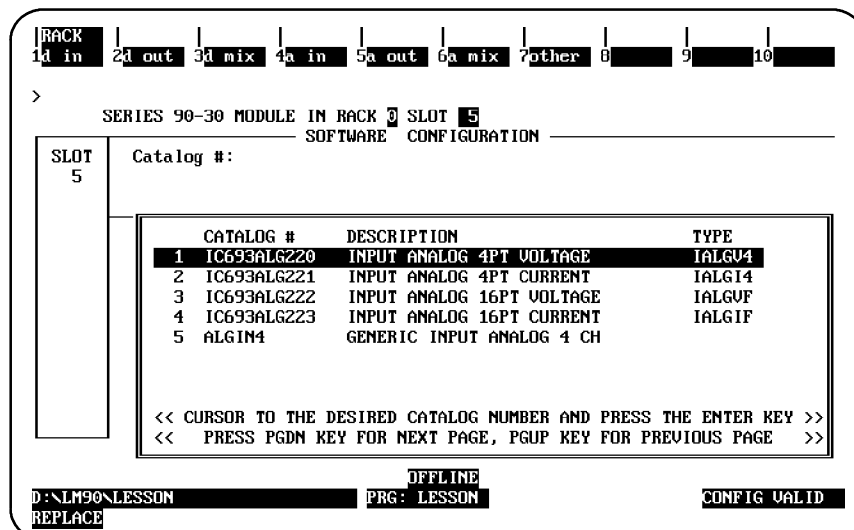 RACK
1d in 2d out 3d mix 4a in 5a out 6a mix 7other 8 9 10
>
SERIES 90-30 MODULE IN RACK 0 SLOT 5
SOFTWARE CONFIGURATION
SLOT Catalog #:
5
CATALOG # DESCRIPTION TYPE
1 IC693ALG220 INPUT ANALOG 4PT VOLTAGE IALGV4
2 IC693ALG221 INPUT ANALOG 4PT CURRENT IALGI4
3 IC693ALG222 INPUT ANALOG 16PT VOLTAGE IALGVF
4 IC693ALG223 INPUT ANALOG 16PT CURRENT IALGIF
5 ALGIN4 GENERIC INPUT ANALOG 4 CH
<< CURSOR TO THE DESIRED CATALOG NUMBER AND PRESS THE ENTER KEY >>
<< PRESS PGDN KEY FOR NEXT PAGE, PGUP KEY FOR PREVIOUS PAGE >>
OFFLINE
D:\LM90\LESSON PRG: LESSON CONFIG VALID
REPLACE